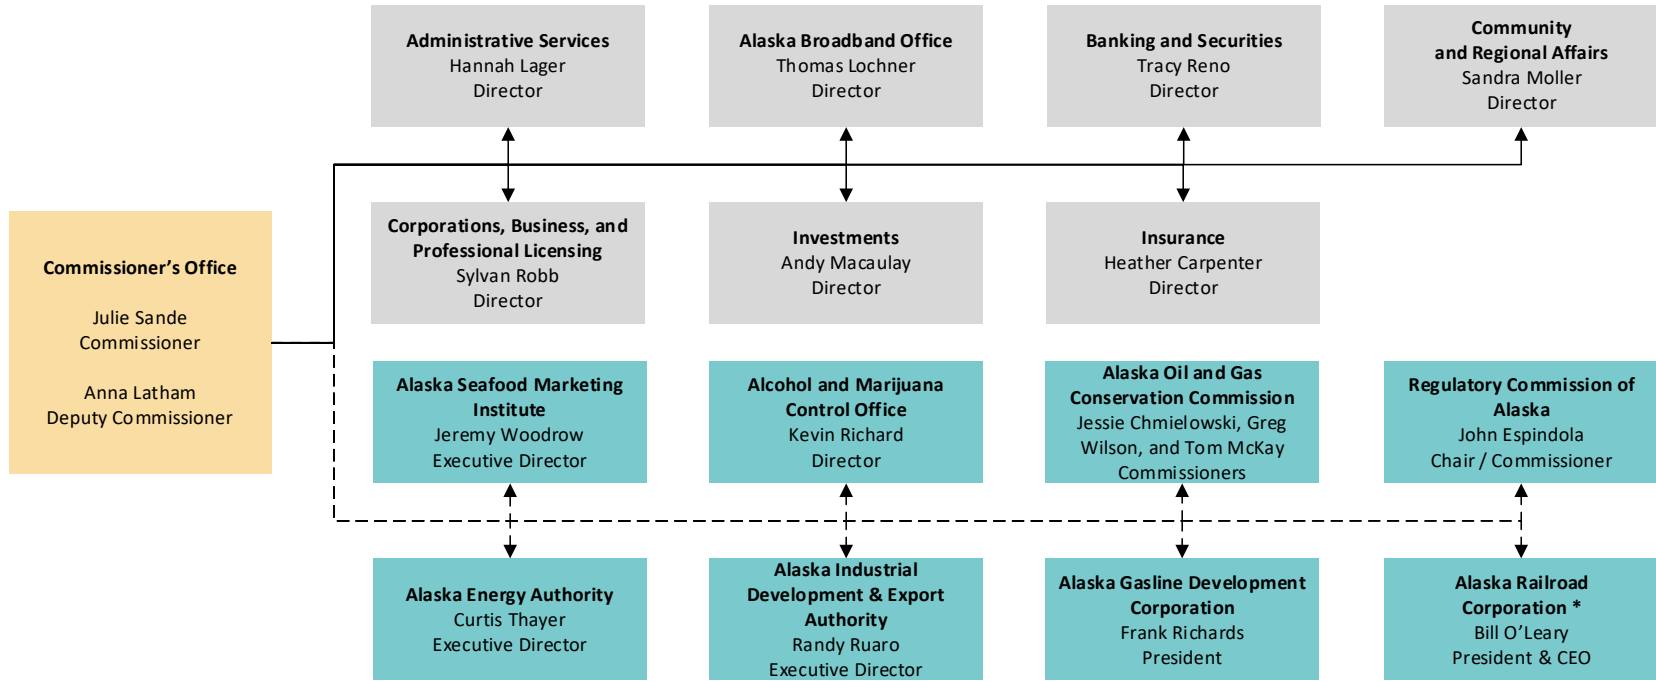 Administrative Services
Hannah Lager
Director
Alaska Broadband Office
Thomas Lochner
Director
Banking and Securities
Tracy Reno
Director
Community
and Regional Affairs
Sandra Moller
Director
Commissioner’s Office
Julie Sande
Commissioner
Anna Latham
Deputy Commissioner
Corporations, Business, and
Professional Licensing
Sylvan Robb
Director
Investments
Andy Macaulay
Director
Insurance
Heather Carpenter
Director
Alaska Seafood Marketing
Institute
Jeremy Woodrow
Executive Director
Alcohol and Marijuana
Control Office
Kevin Richard
Director
Alaska Oil and Gas
Conservation Commission
Jessie Chmielowski, Greg
Wilson, and Tom McKay
Commissioners
Regulatory Commission of
Alaska
John Espindola
Chair / Commissioner
Alaska Energy Authority
Curtis Thayer
Executive Director
Alaska Industrial
Development & Export
Authority
Randy Ruaro
Executive Director
Alaska Gasline Development
Corporation
Frank Richards
President
Alaska Railroad
Corporation *
Bill O’Leary
President & CEO